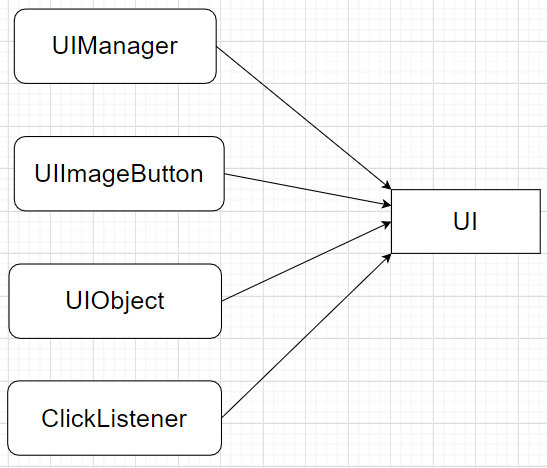 UIManager
UIImageButton
UI
UIObject
ClickListener